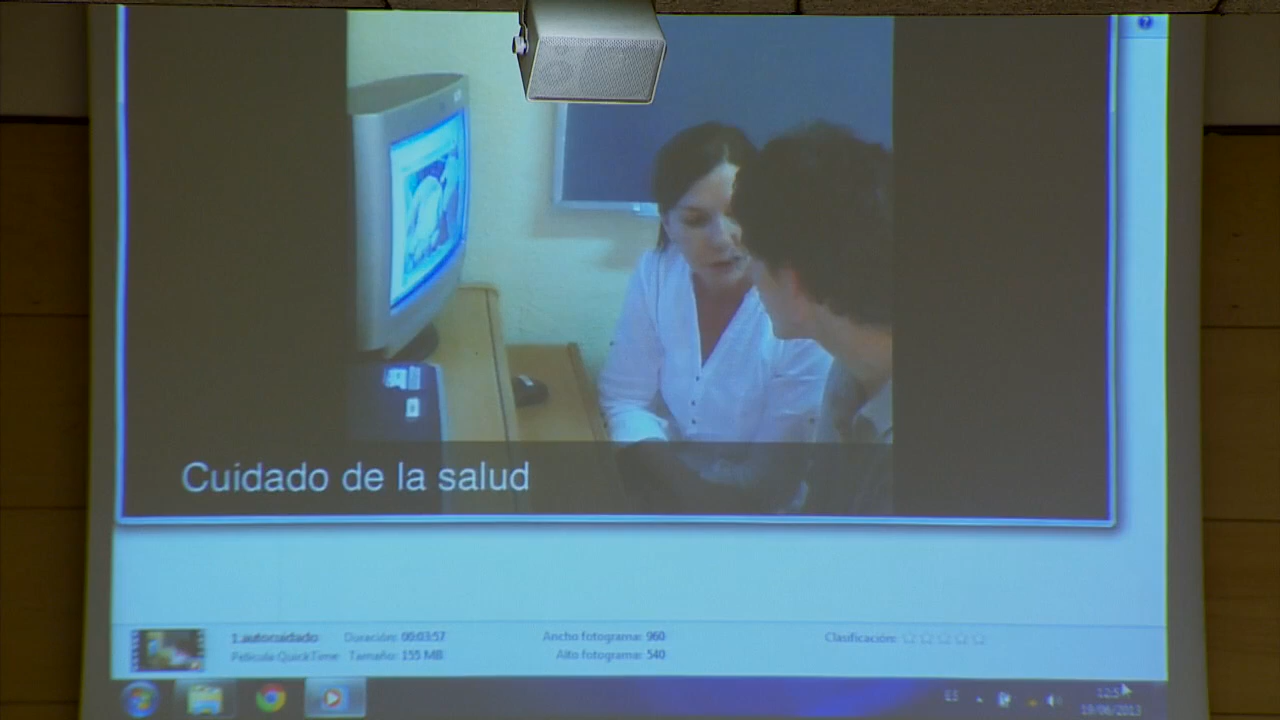 Cuidado de la salud
1.autocuidado Duración: 00:03:57 Ancho fotograma: 960 Clasificación:
Película QuickTime Tamaño: 155 MB Alto fotograma: 540
ES
19/06/2013